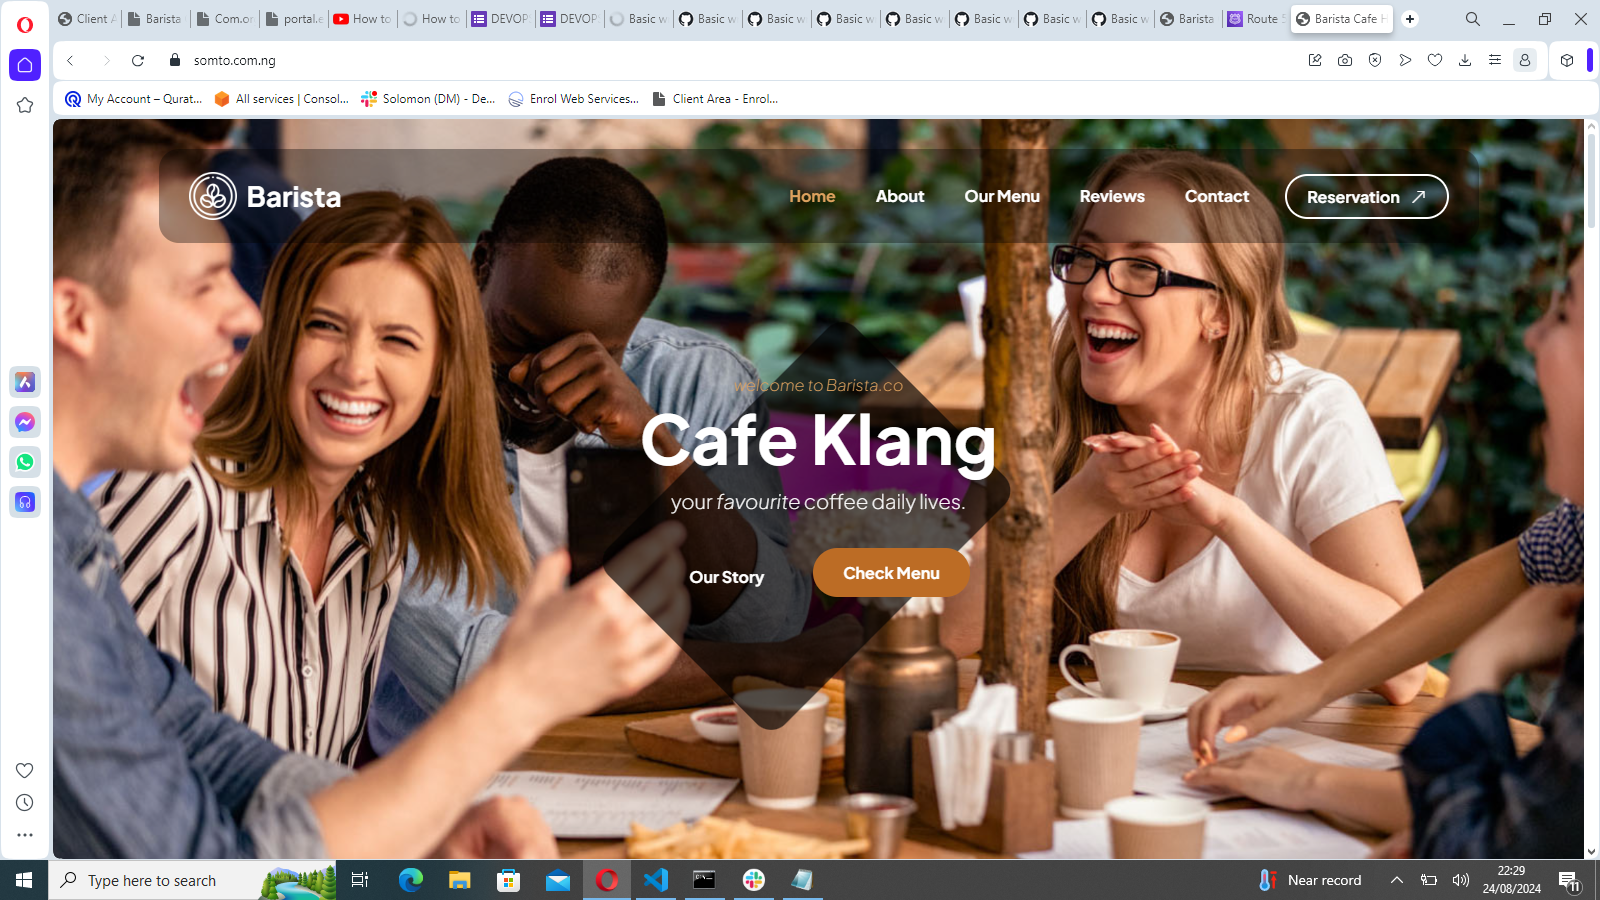 Client A
Barista
Com.or
portal.e
How to
How to
DEVOP
DEVOP
Basic w
Basic w
Basic w
Basic w
Basic w
Basic w
Basic w
Basic w
Barista
Route 5
Barista Cafe H
somto.com.ng
My Account – Qurat...
All services | Consol...
Solomon (DM) - De...
Enrol Web Services...
Client Area - Enrol...
Barista
Home
About
Our Menu
Reviews
Contact
Reservation
welcome to Barista.co
Cafe Klang
your favourite coffee daily lives.
Our Story
Check Menu
Type here to search
Near record
22:29
24/08/2024
11